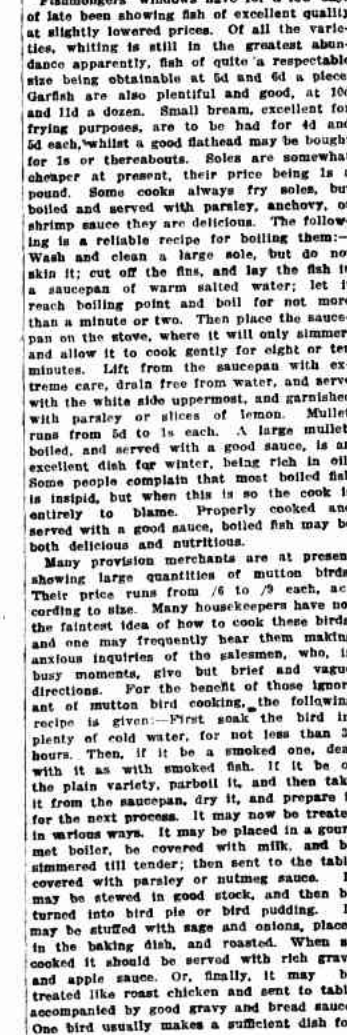 Fishmongers' windows have for a few days
of late been showing fish of excellent quality
at slightly lowered prices. Of all the varie-
ties, whiting is still in the greatest abun-
dance apparently, fish of quite a respectable
size being obtainable at 5d and 6d a piece
Garfish are also plentiful and good, at 10d
and 11d a dozen. Small bream, excellent for
frying purposes, are to be had for 4d and
5d each, whilst a good flathead may be bought
for 1s or thereabouts. Soles are somewhat
cheaper at present, their price being 1s a
pound. Some cooks always fry soles, but
boiled and served with parsley, anchovy, or
shrimp sauce they are delicious. The follow-
ing is a reliable recipe for boiling them:—
Wash and clean a large sole, but do not
skin it; cut off the fins, and lay the fish in
a saucepan of warm salted water; let it
reach boiling point and boil for not more
than a minute or two. Then place the sauce-
pan on the stove, where it will only simmer
and allow it to cook gently for eight or ten
minutes. Lift from the saucepan with ex-
treme care, drain free from water, and serve
with the white side uppermost, and garnished
with parsley or slices of lemon. Mullet
runs from 5d to 1s each. A large mullet,
boiled, and served with a good sauce, is an
excellent dish for winter, being rich in oil.
Some people complain that most boiled fish
is insipid, but when this is so the cook is
entirely to blame. Properly cooked and
served with a good sauce, boiled fish may be
both delicious and nutritious.
Many provision merchants are at present
showing large quantities of mutton birds.
Their price runs from /6 to /9 each, ac-
cording to size. Many housekeepers have not
the faintest idea of how to cook these birds
and one may frequently hear them making
anxious inquiries of the salesmen, who, in
busy moments, give but brief and vague
directions. For the benefit of those ignor-
ant of mutton bird cooking, the following
recipe is given:—First soak the bird in
plenty of cold water, for not less than 3
hours. Then, if it be a smoked one, deal
with it as with smoked fish. If it be of
the plain variety, parboil it, and then take
it from the saucepan, dry it, and prepare it
for the next process. It may now be treated
in various ways. It may be placed in a gour-
met boiler, be covered with milk, and be
simmered till tender; then sent to the table
covered with parsley or nutmeg sauce. It
may be stewed in good stock, and then be
turned into bird pie or bird pudding. It
may be stuffed with sage and onions, placed
in the baking dish, and roasted. When so
cooked it should be served with rich gravy
and apple sauce. Or, finally, it may be
treated like roast chicken and sent to table
accompanied by good gravy and bread sauce.
One bird usually makes a sufficient dish for